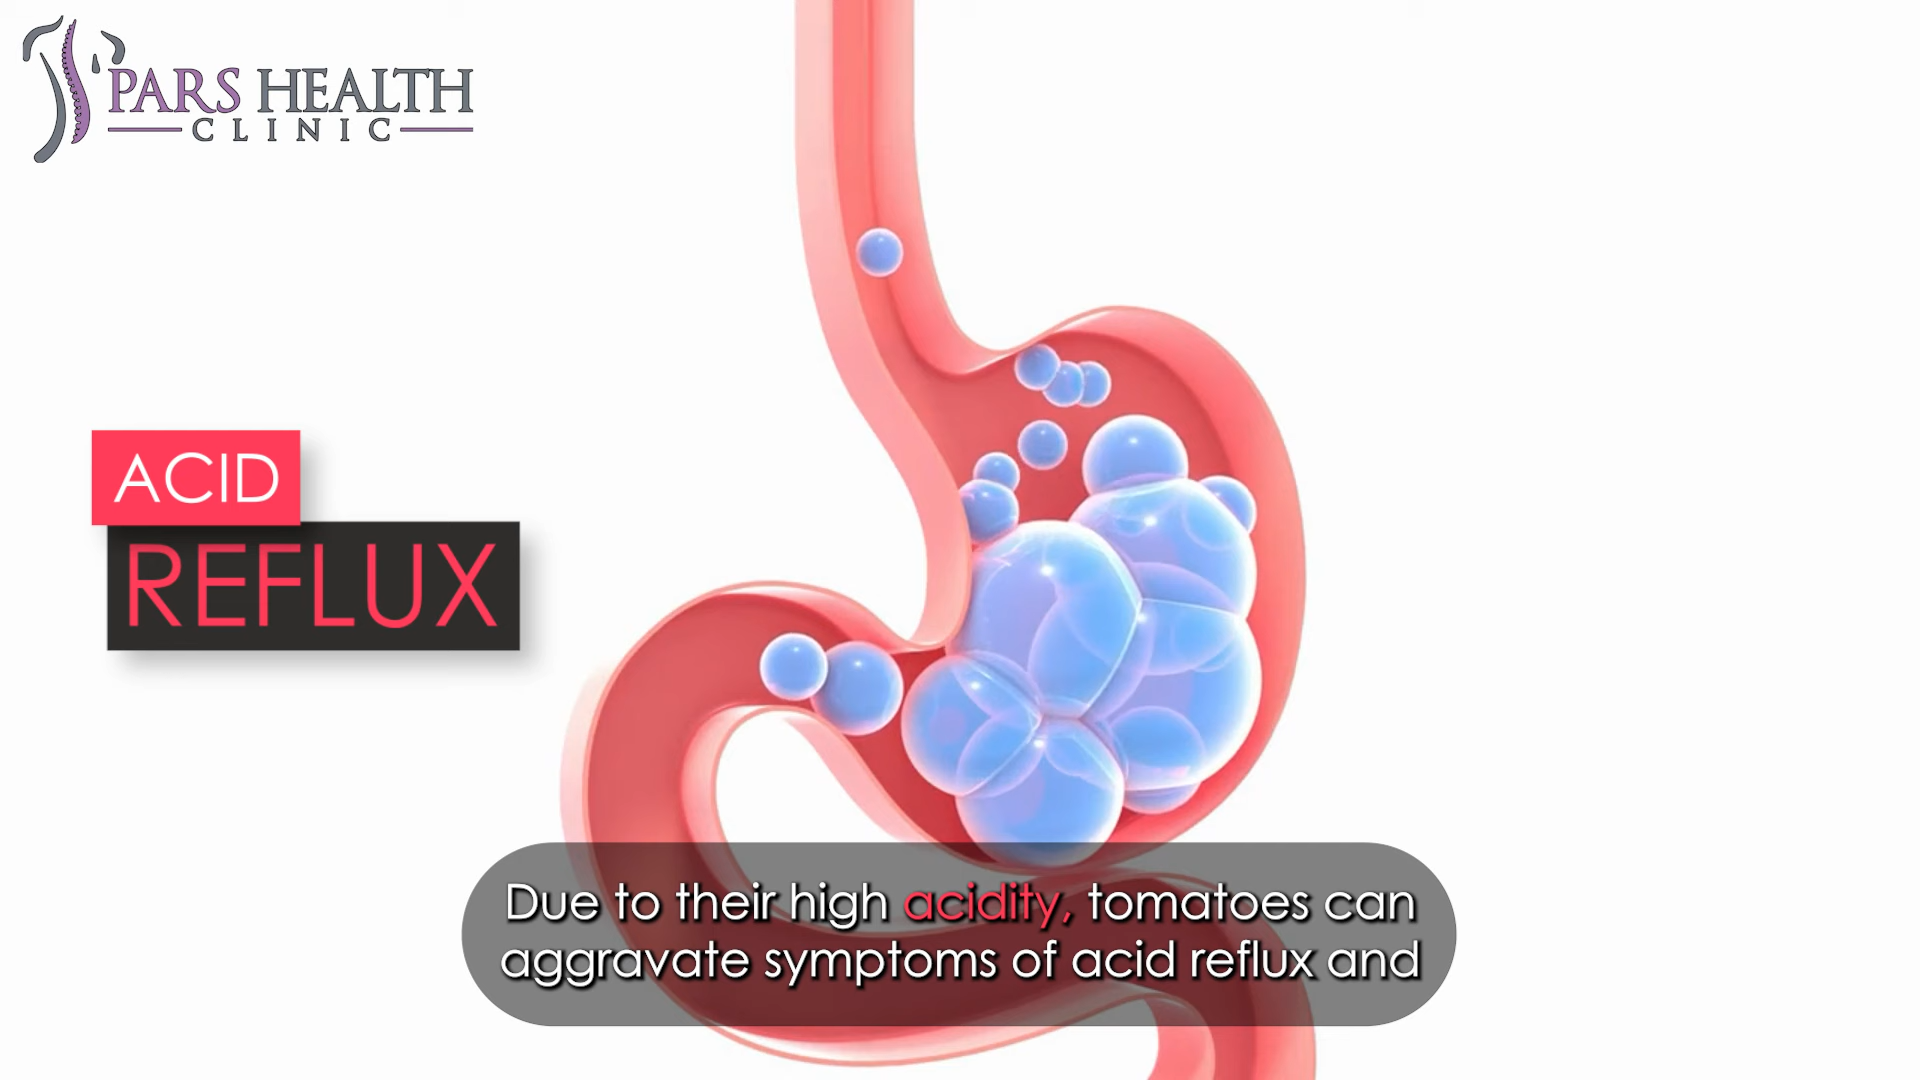 PARS HEALTH
CLINIC
ACID
REFLUX
Due to their high acidity, tomatoes can
aggravate symptoms of acid reflux and